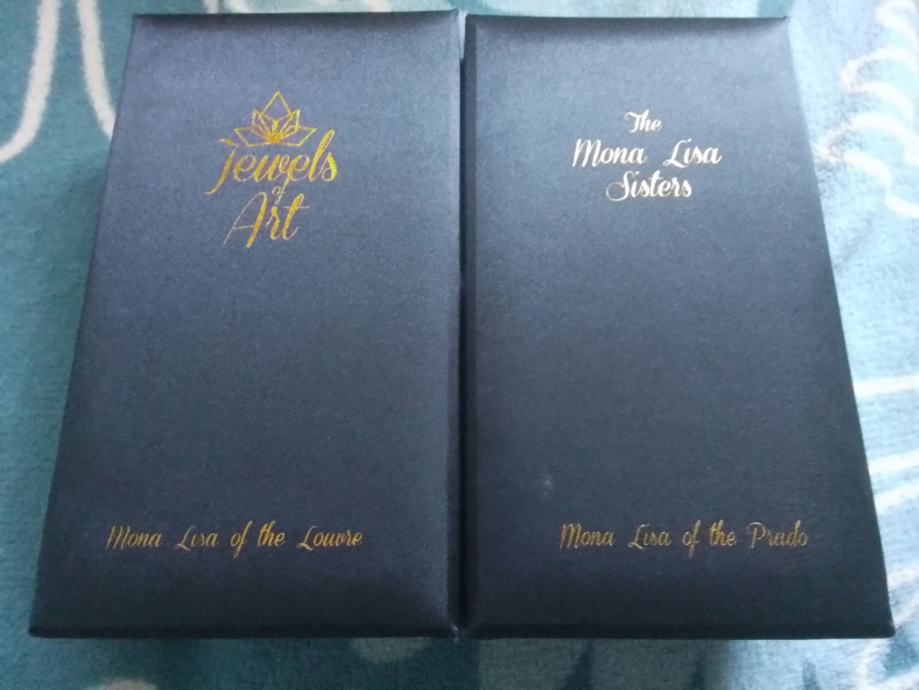 Jewels
of
Art
Mona Lisa of the Louvre
The
Mona Lisa
Sisters
Mona Lisa of the Prado